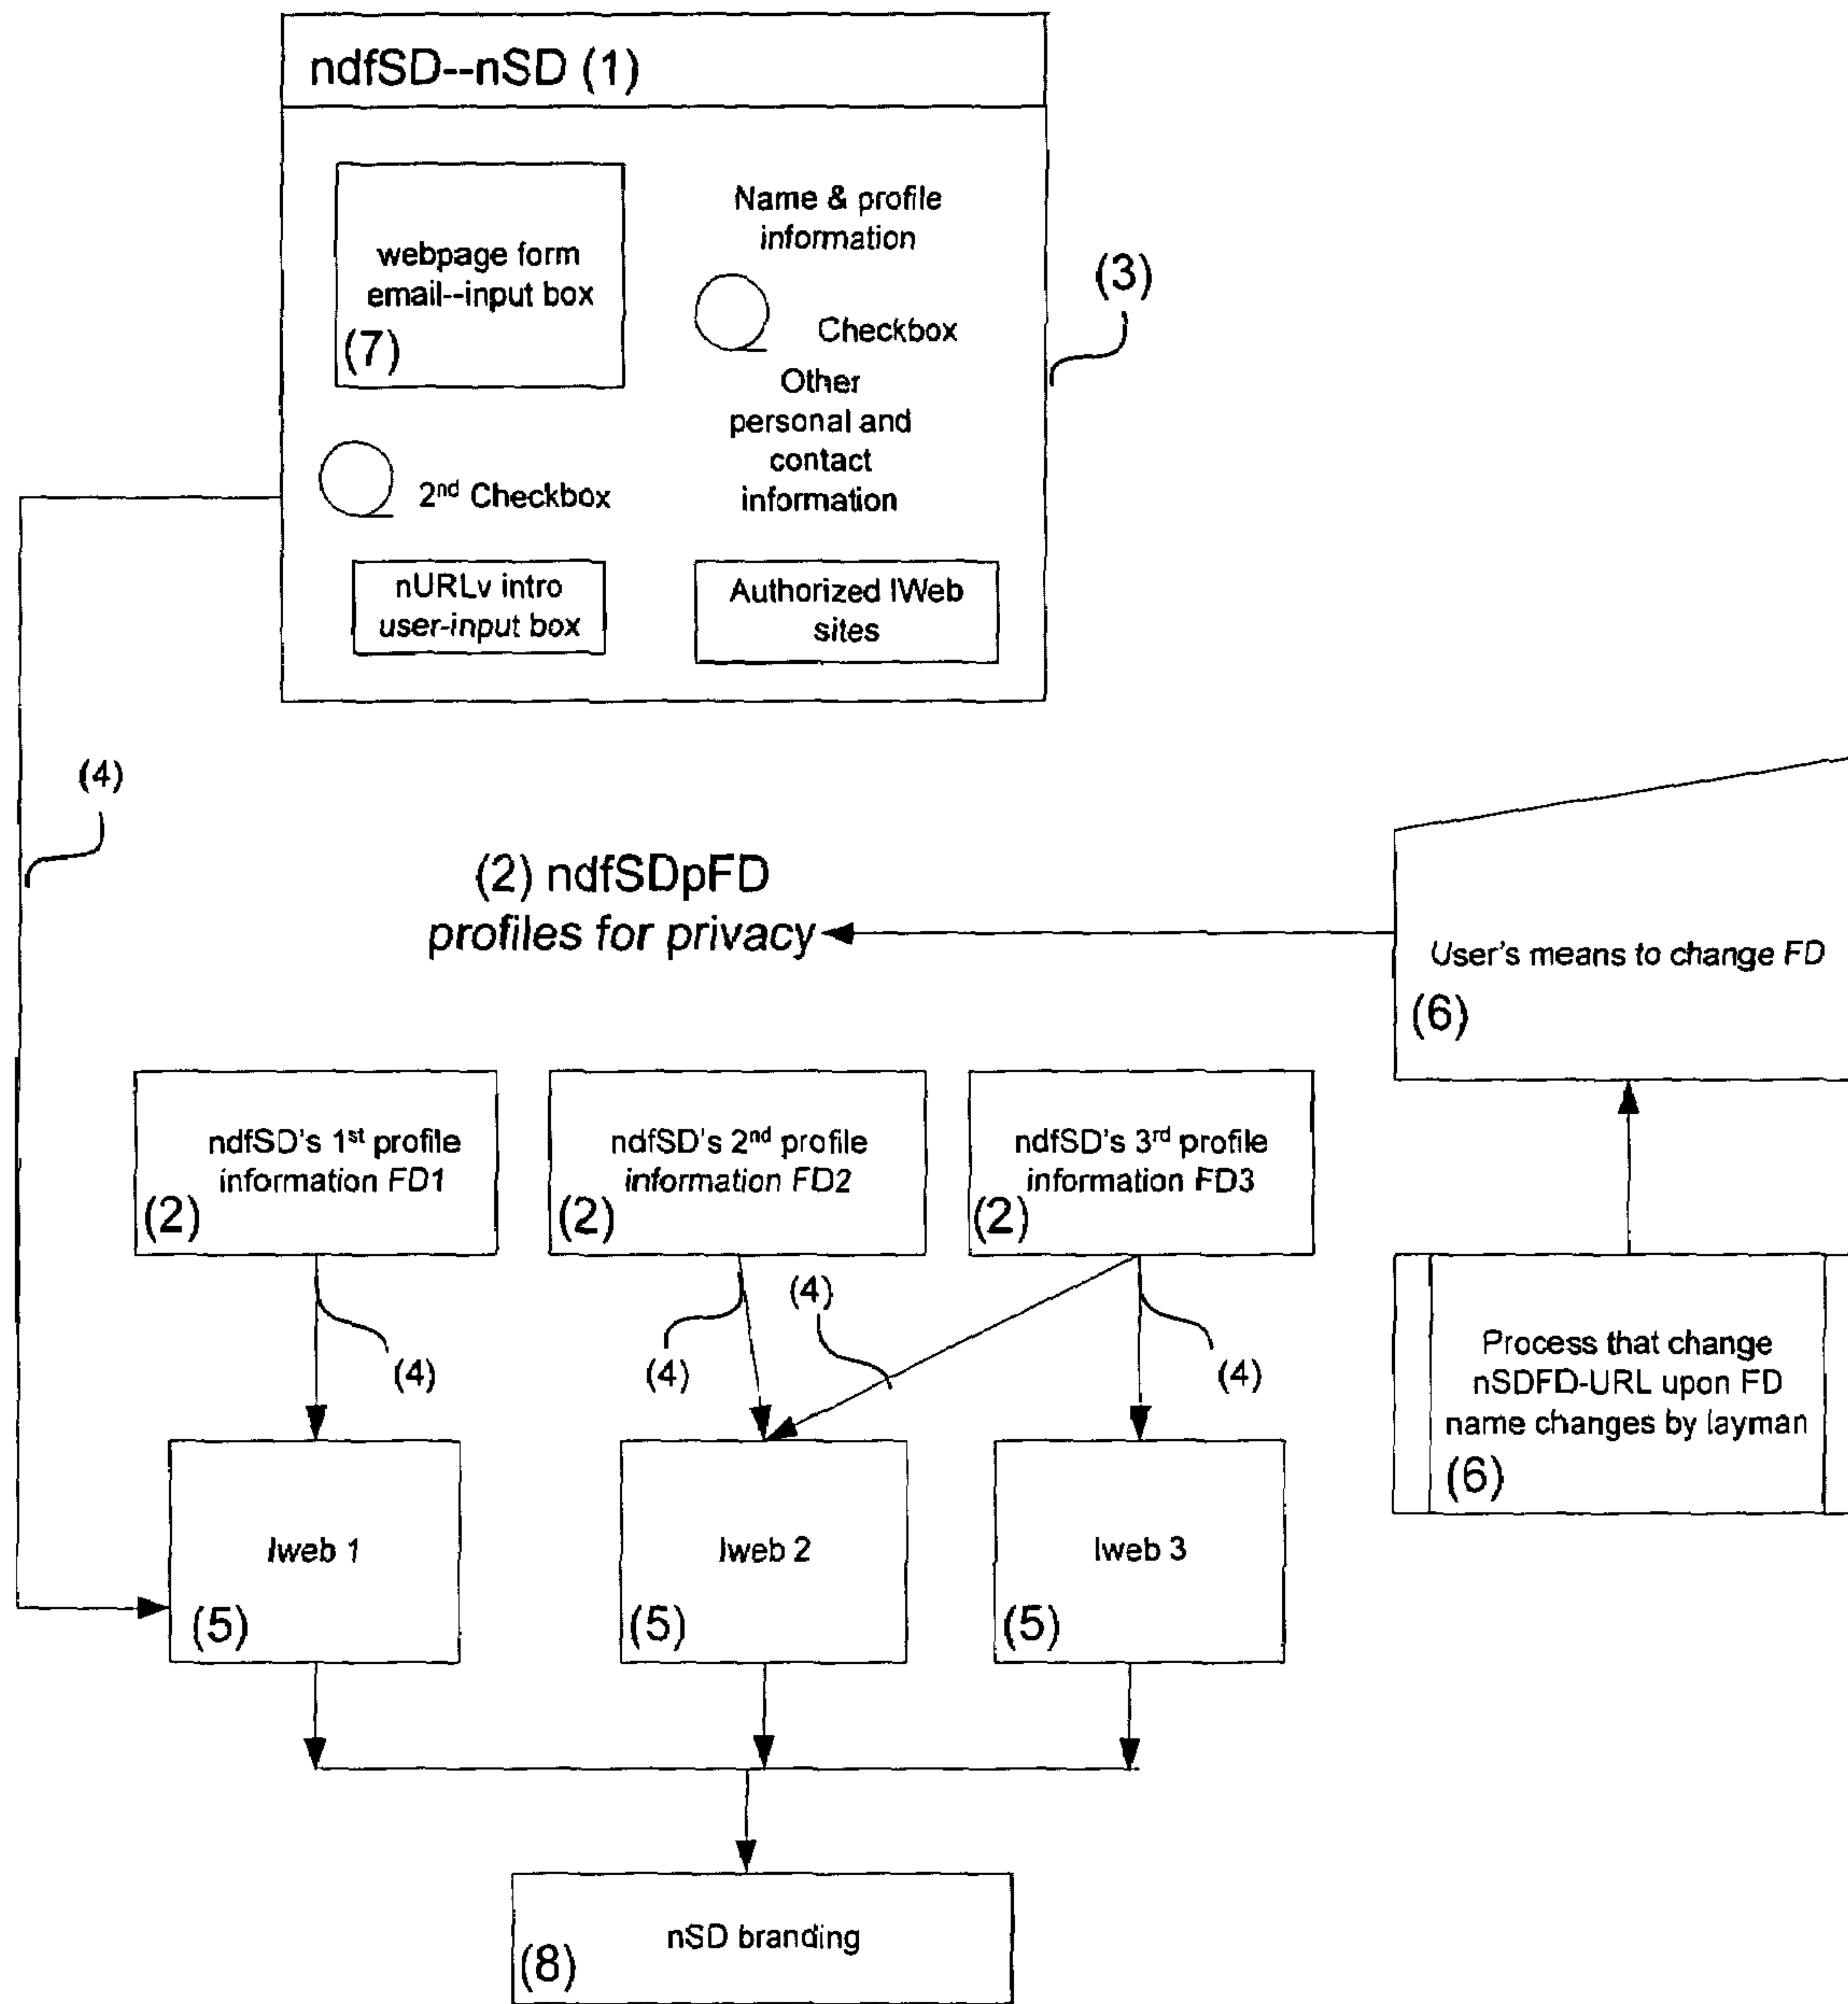 ndfSD--nSD (1)
webpage form
email--input box
(7)
Name & profile
information
Checkbox
Other
personal and
contact
information
2nd Checkbox
nURLv intro
user-input box
Authorized IWeb
sites
(3)
(4)
(2) ndfSDpFD
profiles for privacy
User's means to change FD
(6)
ndfSD's 1st profile
information FD1
(2)
ndfSD's 2nd profile
information FD2
(2)
ndfSD's 3rd profile
information FD3
(2)
(4)
(4)
(4)
(4)
Process that change
nSDFD-URL upon FD
name changes by layman
(6)
Iweb 1
(5)
Iweb 2
(5)
Iweb 3
(5)
nSD branding
(8)